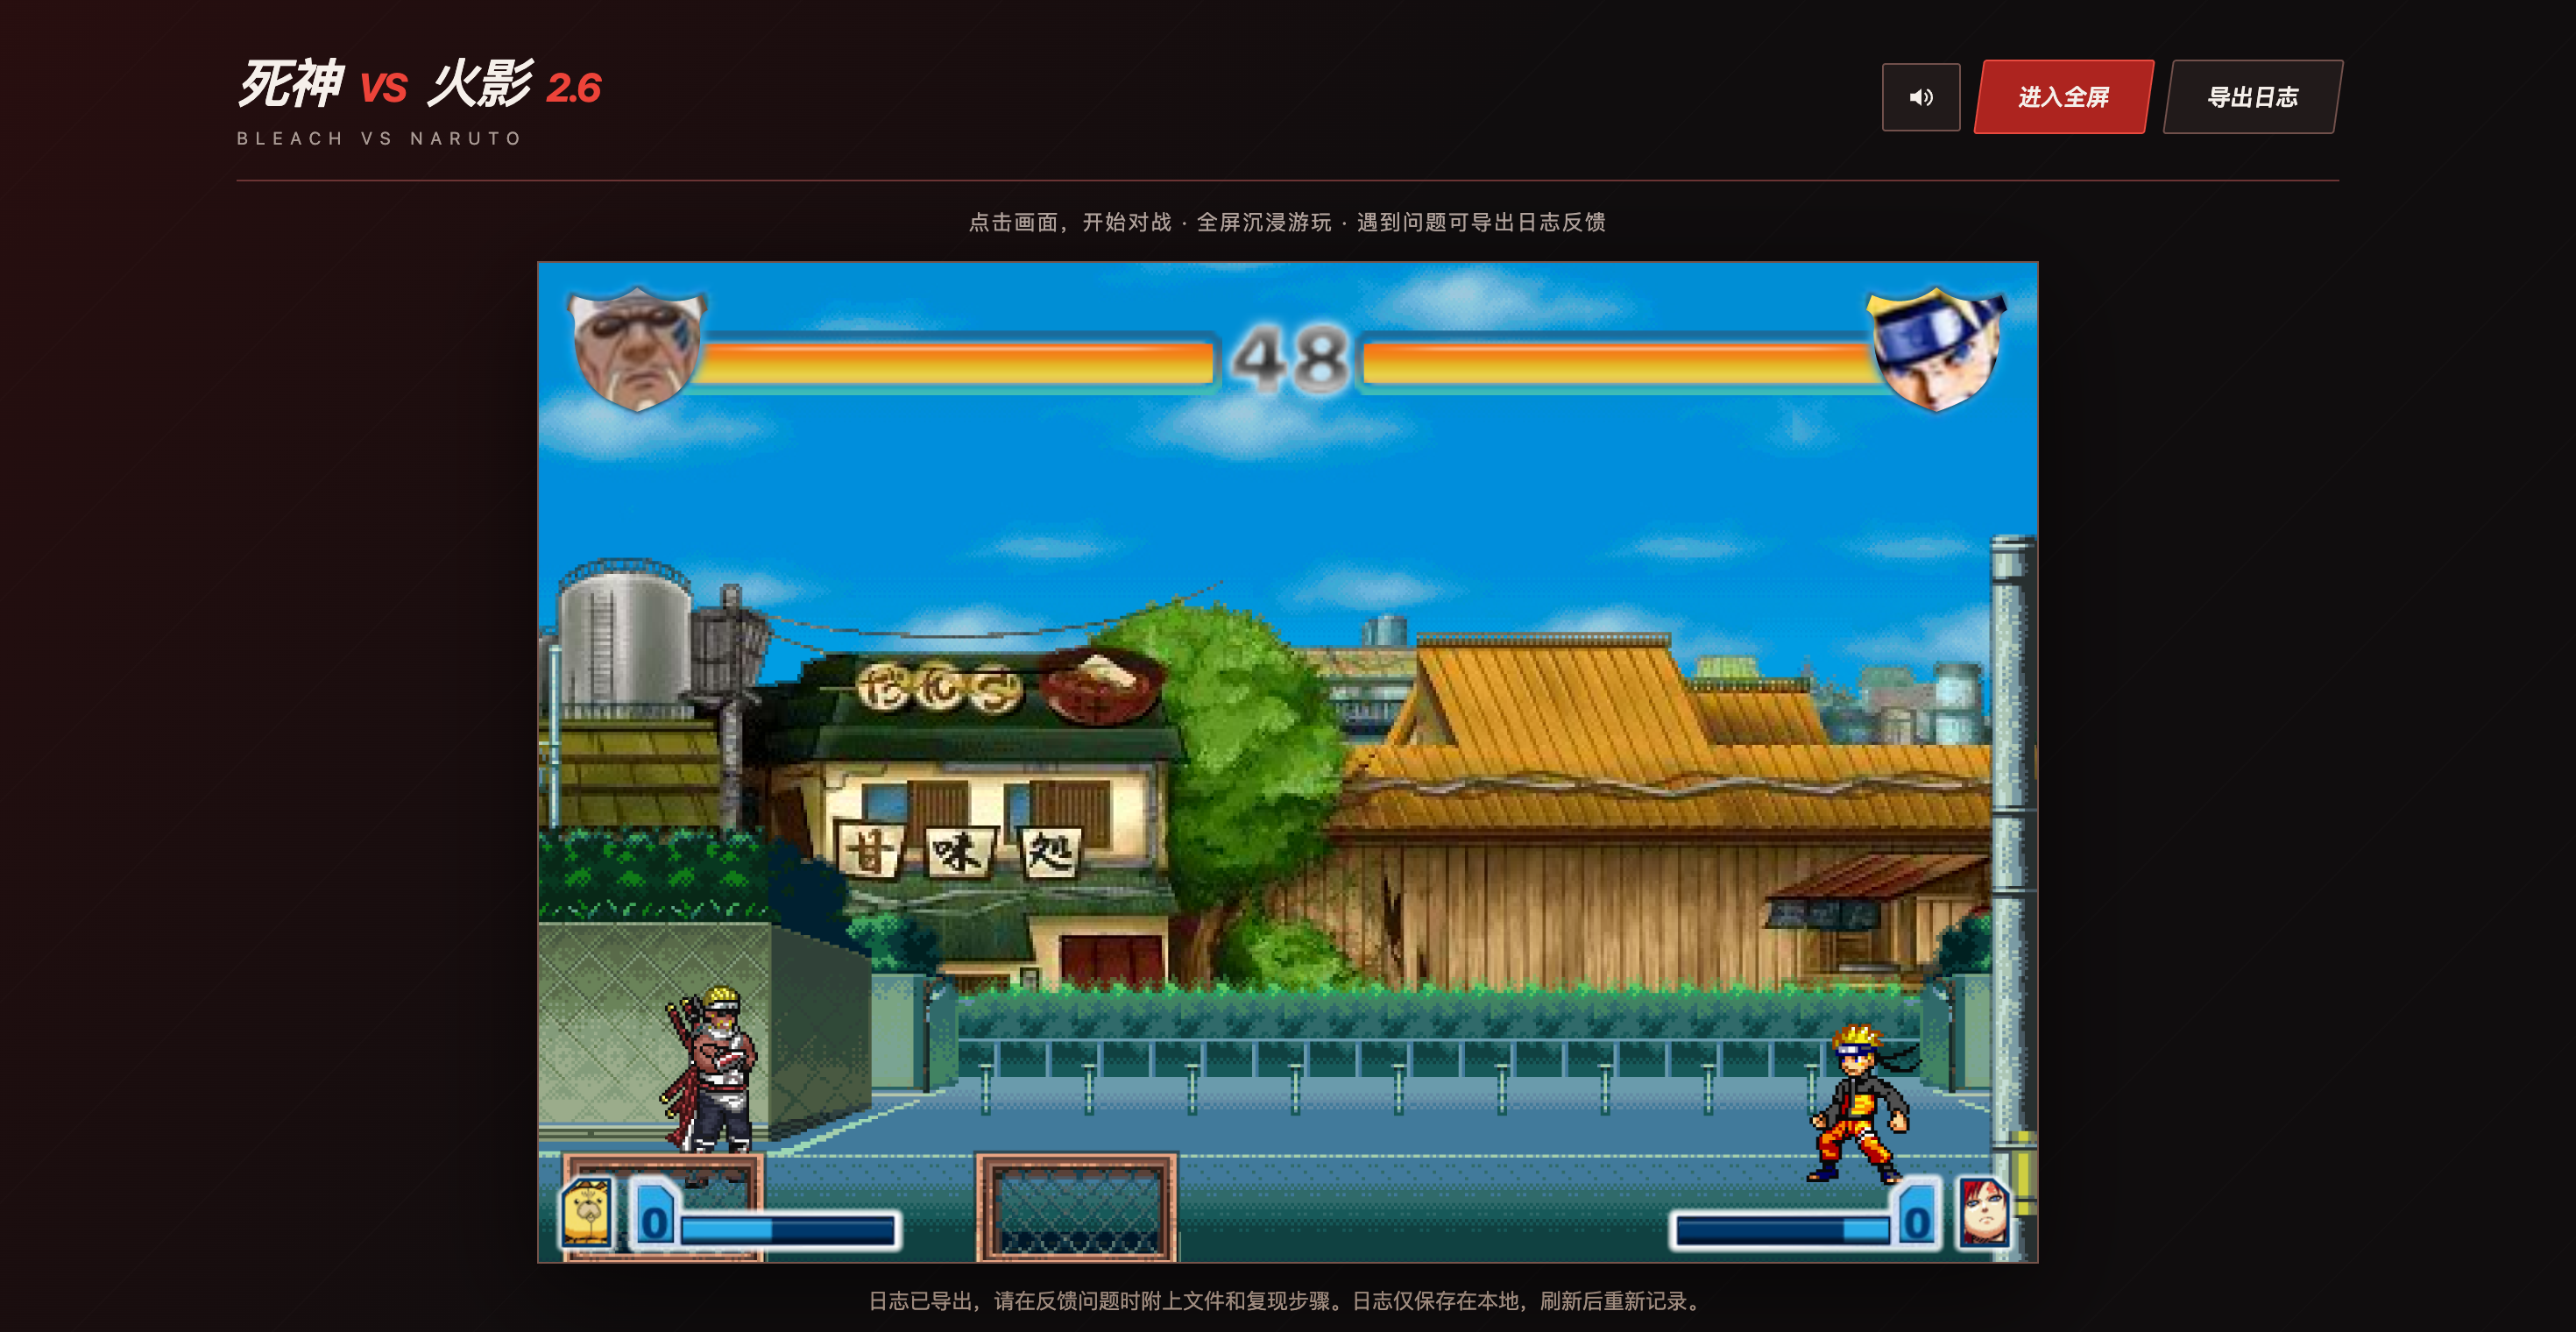 死神 VS 火影 2.6
BLEACH VS NARUTO
进入全屏
导出日志
点击画面，开始对战 · 全屏沉浸游玩 · 遇到问题可导出日志反馈
48
甘 味 処
0
0
日志已导出，请在反馈问题时附上文件和复现步骤。日志仅保存在本地，刷新后重新记录。